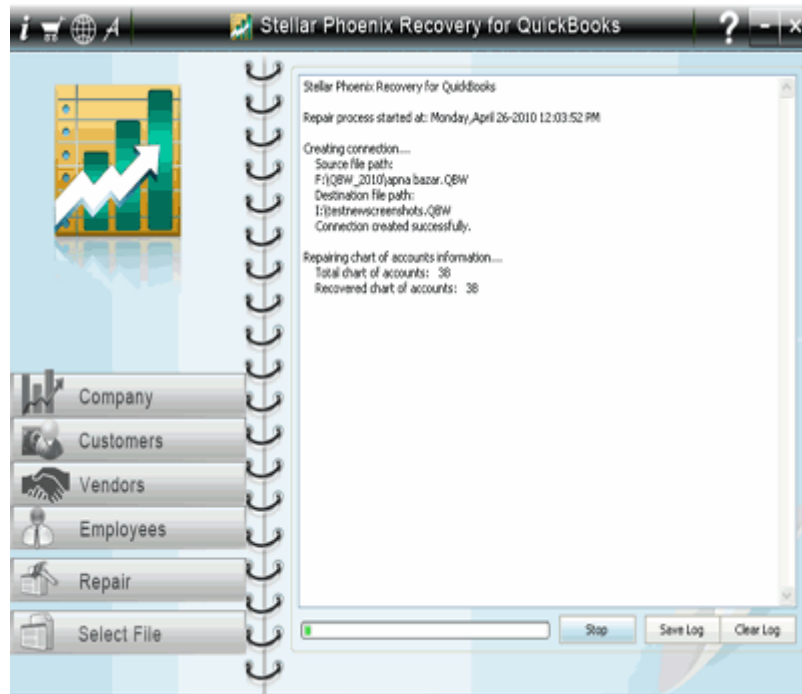 Stellar Phoenix Recovery for QuickBooks
Stellar Phoenix Recovery for QuickBooks
Repair process started at: Monday,April 26-2010 12:03:52 PM
Creating connection....
Source file path:
F:\QBW_2010\apna bazar.QBW
Destination file path:
I:\testnewscreenshots.QBW
Connection created successfully.
Repairing chart of accounts information....
Total chart of accounts: 38
Recovered chart of accounts: 38
Company
Customers
Vendors
Employees
Repair
Select File
Stop
Save Log
Clear Log